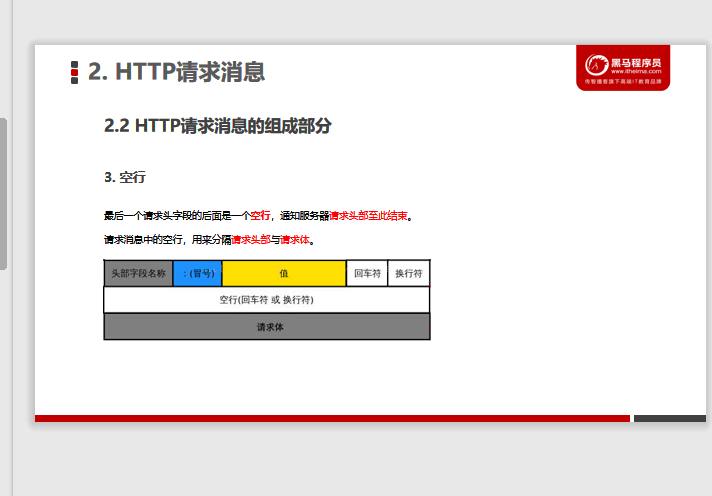 2. HTTP请求消息
黑马程序员
www.itheima.com
传智播客旗下高端IT教育品牌
2.2 HTTP请求消息的组成部分
3. 空行
最后一个请求头字段的后面是一个空行，通知服务器请求头部至此结束。
请求消息中的空行，用来分隔请求头部与请求体。
头部字段名称 ：(冒号) 值 回车符 换行符
空行(回车符 或 换行符)
请求体